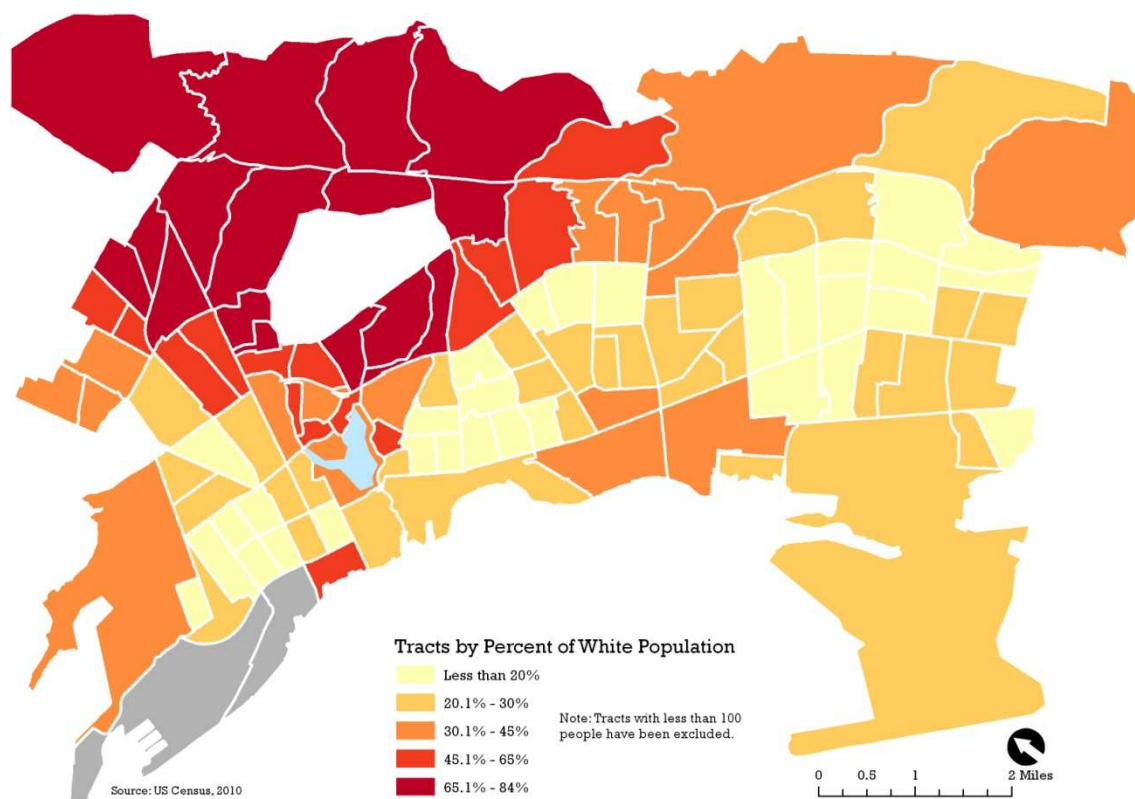 Tracts by Percent of White Population
Less than 20%
20.1% - 30%
30.1% - 45%
45.1% - 65%
65.1% - 84%
Note: Tracts with less than 100
people have been excluded.
Source: US Census, 2010
0 0.5 1 2 Miles